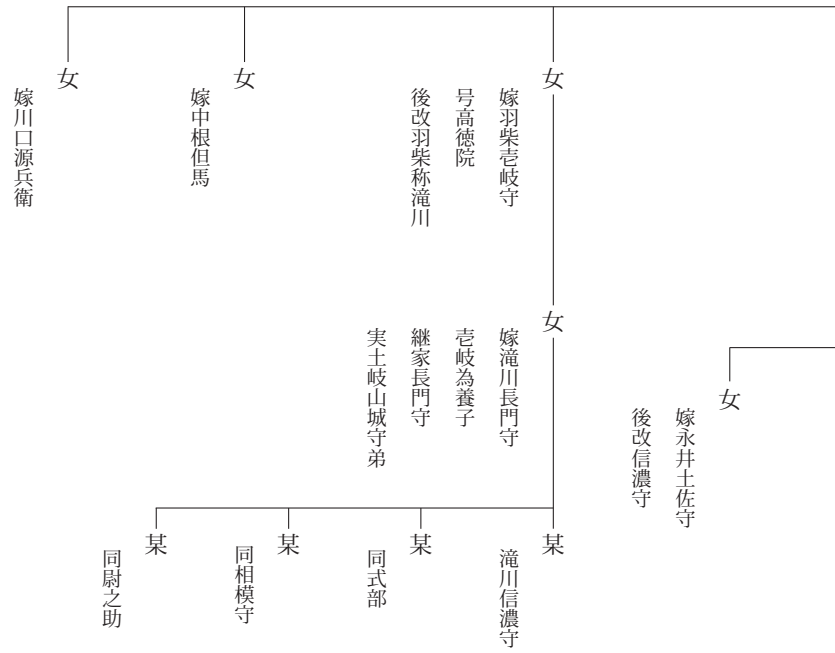 女
嫁永井土佐守
後改信濃守
女
嫁羽柴壱岐守
号高徳院
後改羽柴称滝川
女
嫁滝川長門守
壱岐為養子
継家長門守
実土岐山城守弟
某
滝川信濃守
某
同式部
某
同相模守
某
同尉之助
女
嫁中根但馬
女
嫁川口源兵衛